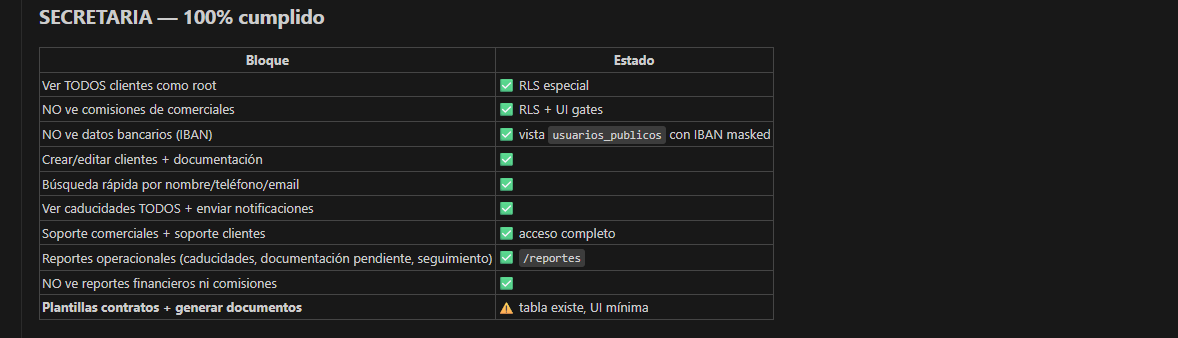 SECRETARIA — 100% cumplido
Bloque Estado
Ver TODOS clientes como root ✅ RLS especial
NO ve comisiones de comerciales ✅ RLS + UI gates
NO ve datos bancarios (IBAN) ✅ vista usuarios_publicos con IBAN masked
Crear/editar clientes + documentación ✅
Búsqueda rápida por nombre/teléfono/email ✅
Ver caducidades TODOS + enviar notificaciones ✅
Soporte comerciales + soporte clientes ✅ acceso completo
Reportes operacionales (caducidades, documentación pendiente, seguimiento) ✅ /reportes
NO ve reportes financieros ni comisiones ✅
Plantillas contratos + generar documentos ⚠️ tabla existe, UI mínima